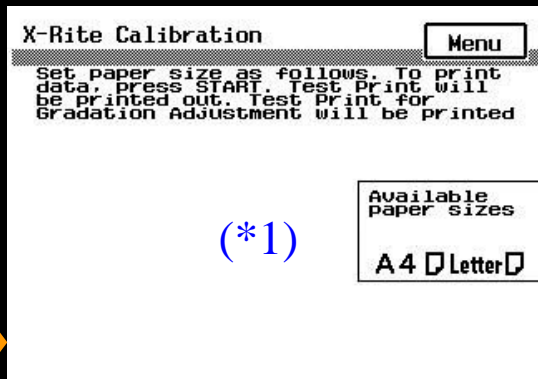 X-Rite Calibration
Menu
Set paper size as follows. To print
data, press START. Test Print will
be printed out. Test Print for
Gradation Adjustment will be printed
Available
paper sizes
(*1)
A4 Letter